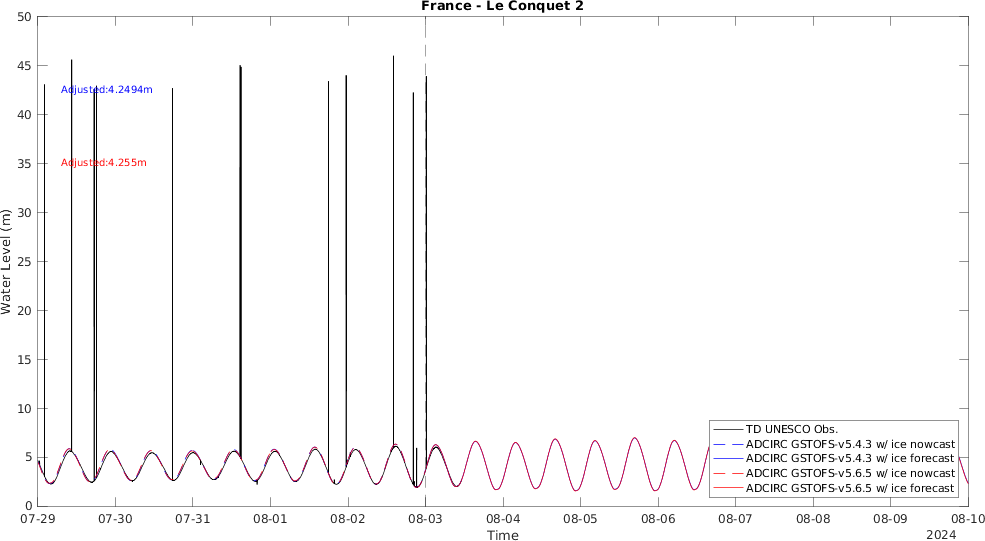 France - Le Conquet 2
50
45
40
35
30
25
20
15
10
5
0
Water Level (m)
Adjusted:4.2494m
Adjusted:4.255m
TD UNESCO Obs.
ADCIRC GSTOFS-v5.4.3 w/ ice nowcast
ADCIRC GSTOFS-v5.4.3 w/ ice forecast
ADCIRC GSTOFS-v5.6.5 w/ ice nowcast
ADCIRC GSTOFS-v5.6.5 w/ ice forecast
07-29 07-30 07-31 08-01 08-02 08-03 08-04 08-05 08-06 08-07 08-08 08-09 08-10
Time
2024